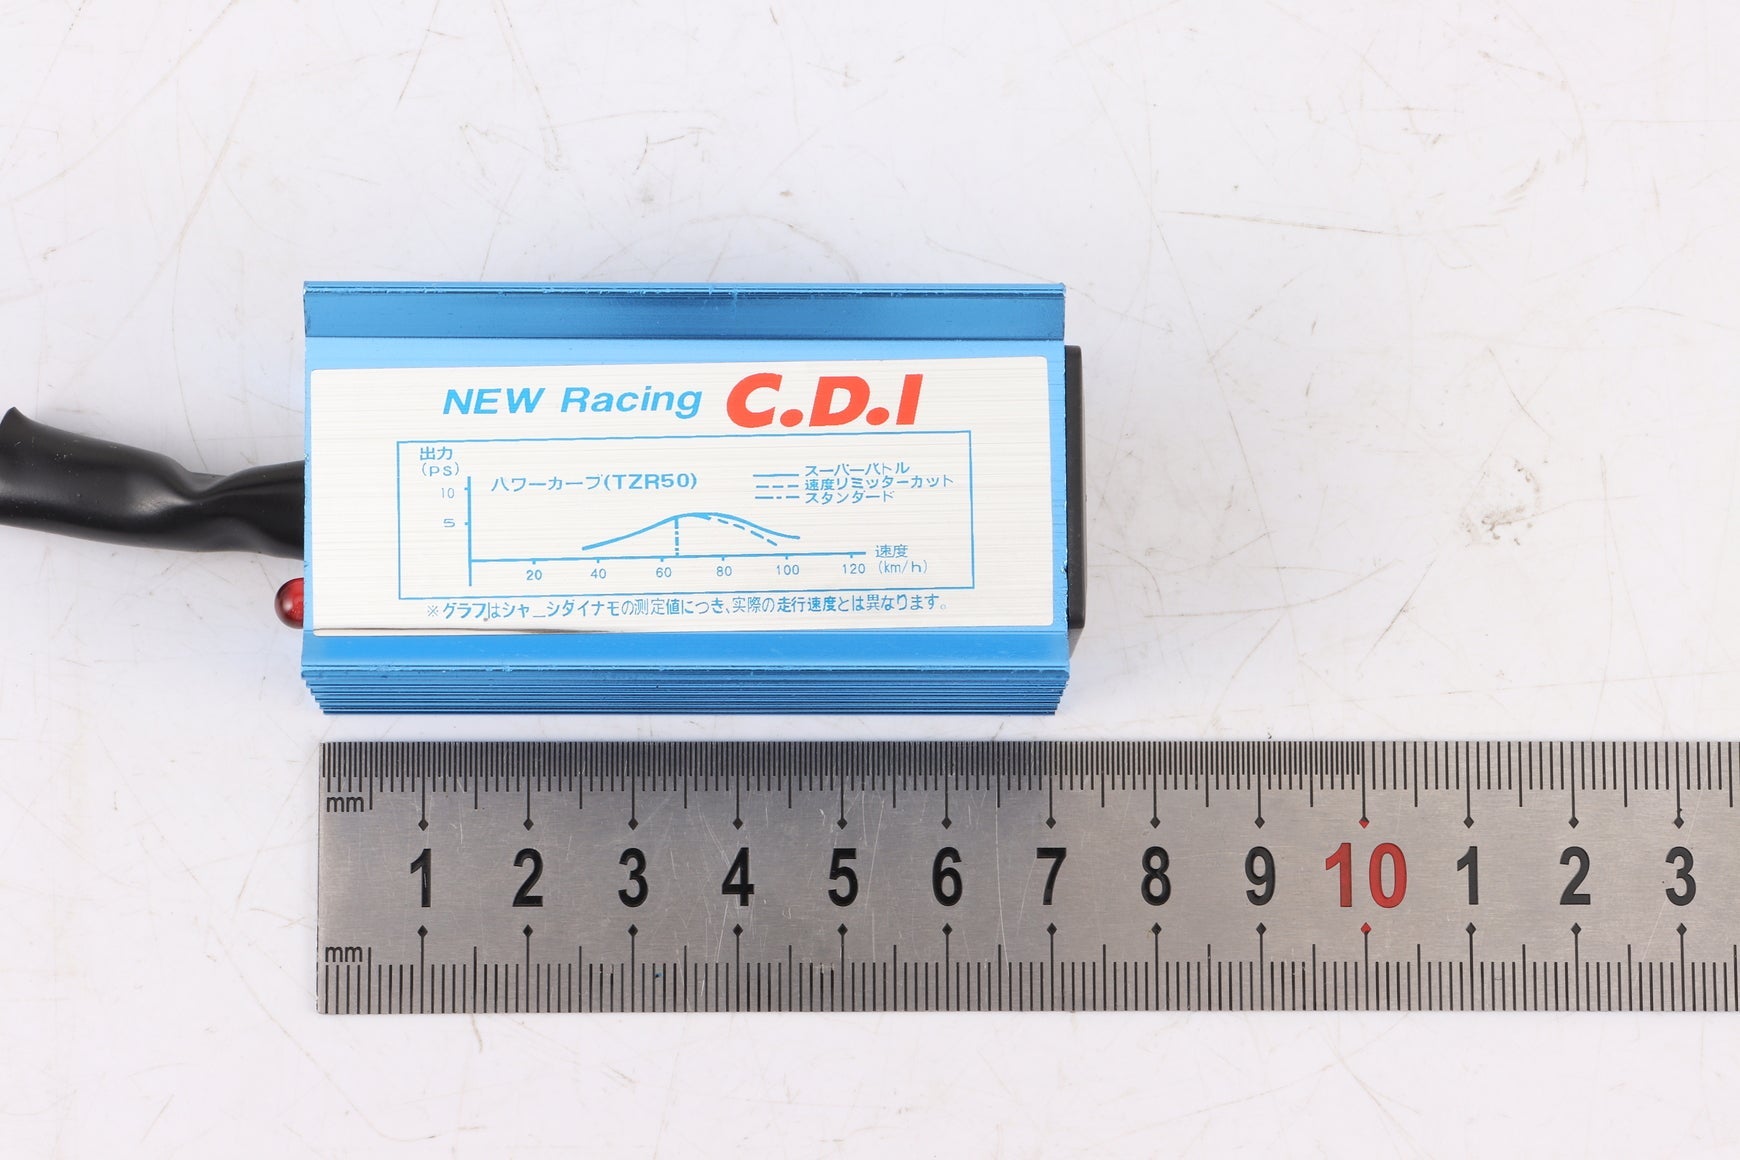 NEW Racing C.D.I
出力
(PS)
ハワーカーブ(TZR50)
スーパーバトル
速度リミッターカット
スタンダード
10
5
速度
20 40 60 80 100 120 (km/h)
※グラフはシャ_シダイナモの測定値につき、実際の走行速度とは異なります。
mm
1 2 3 4 5 6 7 8 9 10 1 2 3
mm